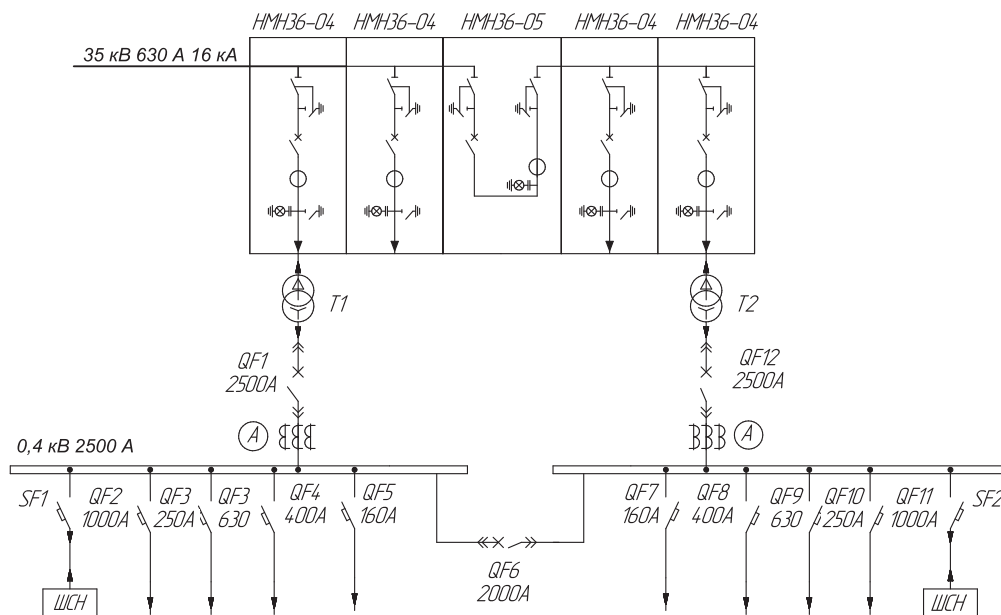 НМН36-04
НМН36-04
НМН36-05
НМН36-04
НМН36-04
35 кВ 630 А 16 кА
Т1
Т2
QF1
2500А
QF12
2500А
А
А
0,4 кВ 2500 А
SF1
QF2
1000А
QF3
250А
QF3
630
QF4
400А
QF5
160А
QF7
160А
QF8
400А
QF9
630
QF10
250А
QF11
1000А
SF2
QF6
2000А
ШСН
ШСН